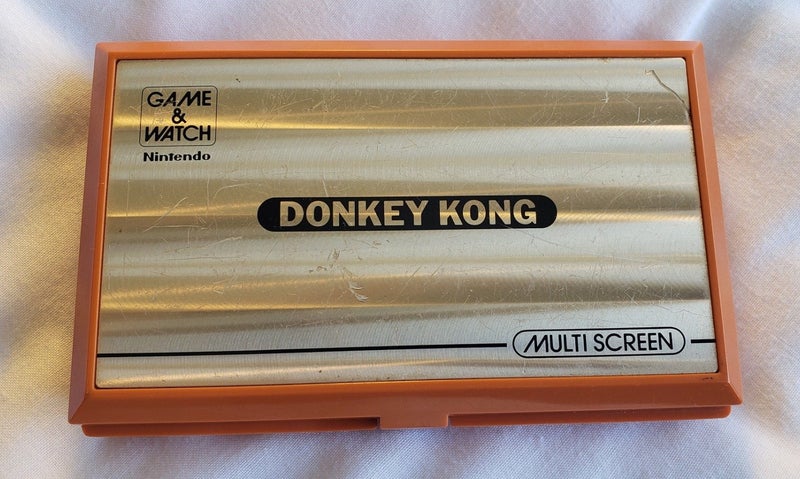 GAME
&
WATCH
Nintendo
DONKEY KONG
MULTI SCREEN